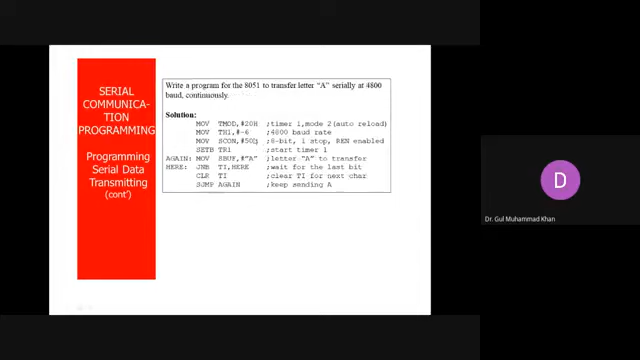 SERIAL
COMMUNICA-
TION
PROGRAMMING
Programming
Serial Data
Transmitting
(cont')
Write a program for the 8051 to transfer letter "A" serially at 4800
baud, continuously.
Solution:
MOV TMOD,#20H ;timer 1,mode 2(auto reload)
MOV TH1,#-6 ;4800 baud rate
MOV SCON,#50H ;8-bit, 1 stop, REN enabled
SETB TR1 ;start timer 1
AGAIN: MOV SBUF,#"A" ;letter "A" to transfer
HERE: JNB TI,HERE ;wait for the last bit
CLR TI ;clear TI for next char
SJMP AGAIN ;keep sending A
D
Dr. Gul Muhammad Khan